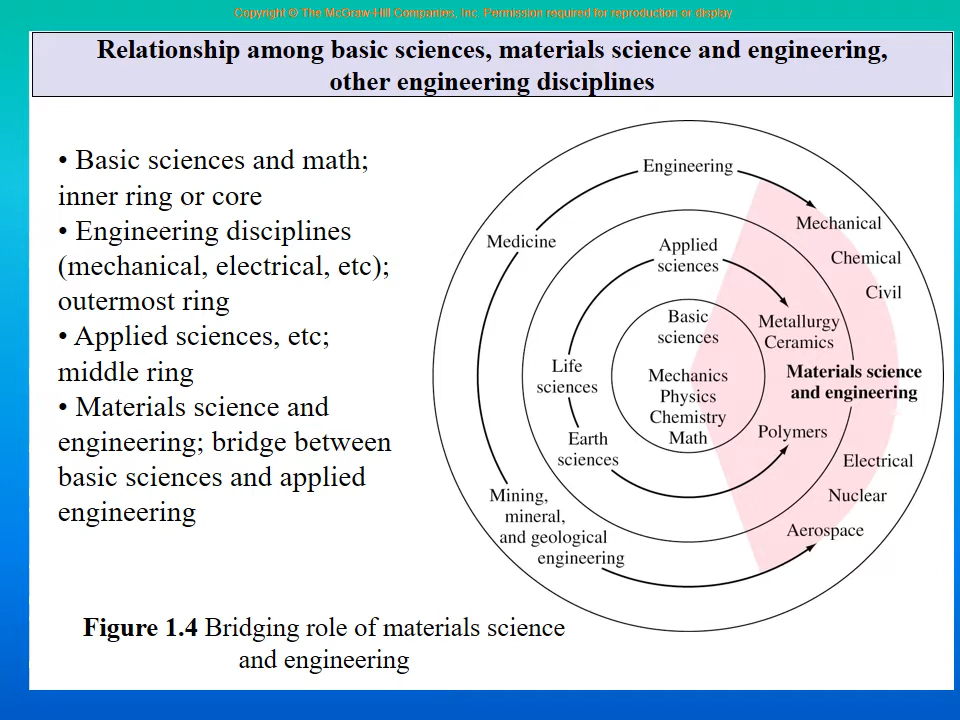 Copyright © The McGraw-Hill Companies, Inc. Permission required for reproduction or display
Relationship among basic sciences, materials science and engineering,
other engineering disciplines
• Basic sciences and math;
inner ring or core
• Engineering disciplines
(mechanical, electrical, etc);
outermost ring
• Applied sciences, etc;
middle ring
• Materials science and
engineering; bridge between
basic sciences and applied
engineering
Engineering
Medicine
Mechanical
Chemical
Civil
Applied
sciences
Basic
sciences
Metallurgy
Ceramics
Life
sciences
Mechanics
Physics
Chemistry
Math
Materials science
and engineering
Earth
sciences
Polymers
Electrical
Nuclear
Aerospace
Mining,
mineral,
and geological
engineering
Figure 1.4 Bridging role of materials science
and engineering